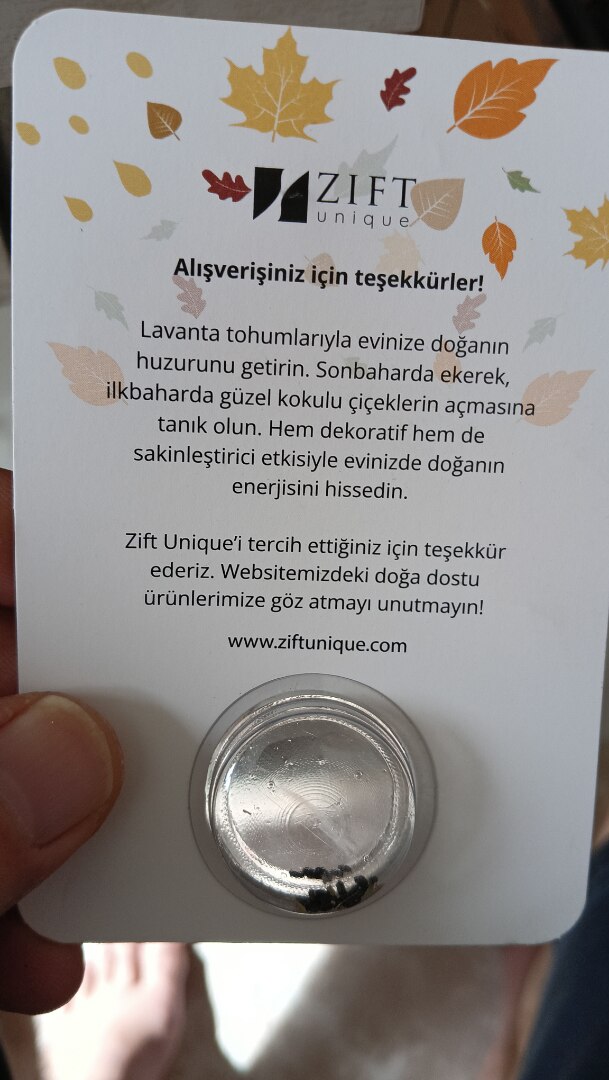 ZIFT
unique
Alışverişiniz için teşekkürler!
Lavanta tohumlarıyla evinize doğanın
huzurunu getirin. Sonbaharda ekerek,
ilkbaharda güzel kokulu çiçeklerin açmasına
tanık olun. Hem dekoratif hem de
sakinleştirici etkisiyle evinizde doğanın
enerjisini hissedin.
Zift Unique’i tercih ettiğiniz için teşekkür
ederiz. Websitemizdeki doğa dostu
ürünlerimize göz atmayı unutmayın!
www.ziftunique.com